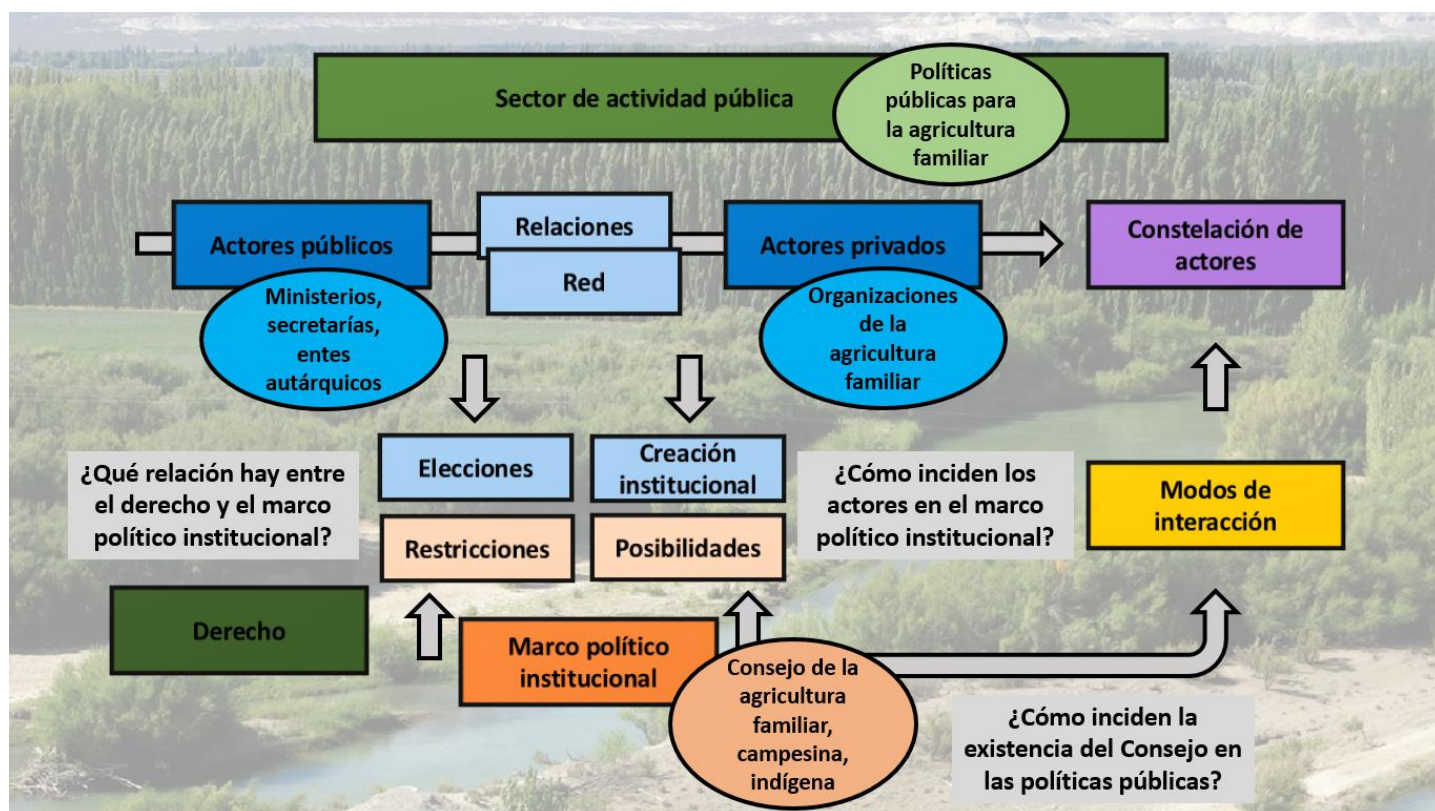 Sector de actividad pública
Políticas
públicas para
la agricultura
familiar
Actores públicos
Ministerios,
secretarías,
entes
autárquicos
Relaciones
Red
Actores privados
Organizaciones
de la
agricultura
familiar
Constelación de
actores
¿Qué relación hay entre
el derecho y el marco
político institucional?
Elecciones
Restricciones
Creación
institucional
Posibilidades
¿Cómo inciden los
actores en el marco
político institucional?
Modos de
interacción
Derecho
Marco político
institucional
Consejo de la
agricultura
familiar,
campesina,
indígena
¿Cómo inciden la
existencia del Consejo en
las políticas públicas?